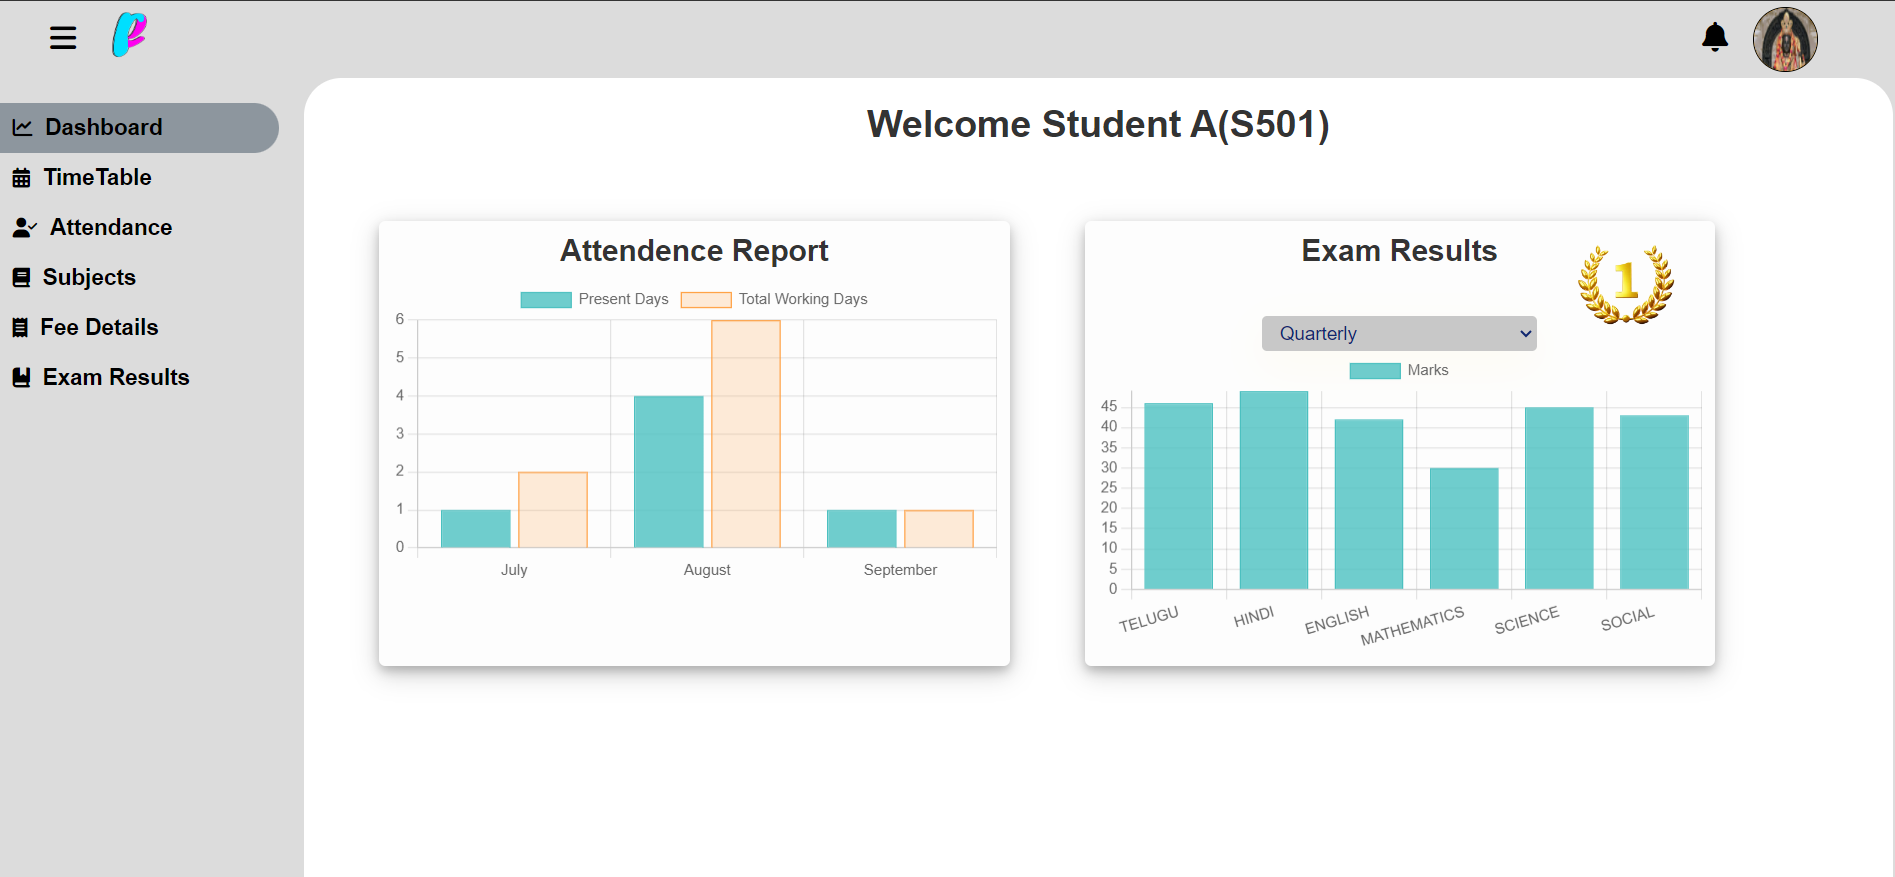 Welcome Student A(S501)
Dashboard
TimeTable
Attendance
Subjects
Fee Details
Exam Results
Attendence Report
Present Days
Total Working Days
6
5
4
3
2
1
0
July
August
September
Exam Results
1
Quarterly
Marks
45
40
35
30
25
20
15
10
5
0
TELUGU
HINDI
ENGLISH
MATHEMATICS
SCIENCE
SOCIAL